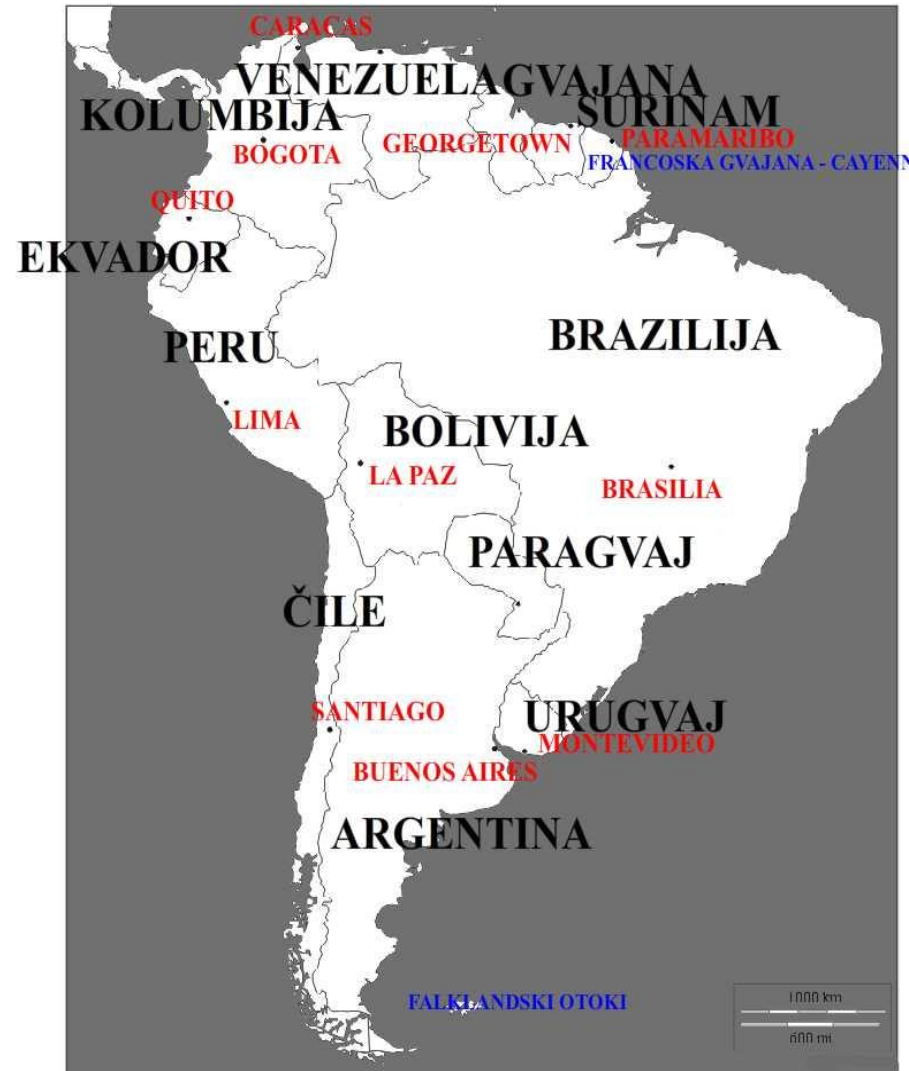 CARACAS
VENEZUELA
GVAJANA
KOLUMBIJA
SURINAM
BOGOTA
GEORGETOWN
PARAMARIBO
FRANCOSKA GVAJANA - CAYENN
QUITO
EKVADOR
PERU
BRAZILIJA
LIMA
BOLIVIJA
LA PAZ
BRASILIA
PARAGVAJ
ČILE
SANTIAGO
URUGVAJ
MONTEVIDEO
BUENOS AIRES
ARGENTINA
FALKLANDSKI OTOKI
1000 km
600 mi